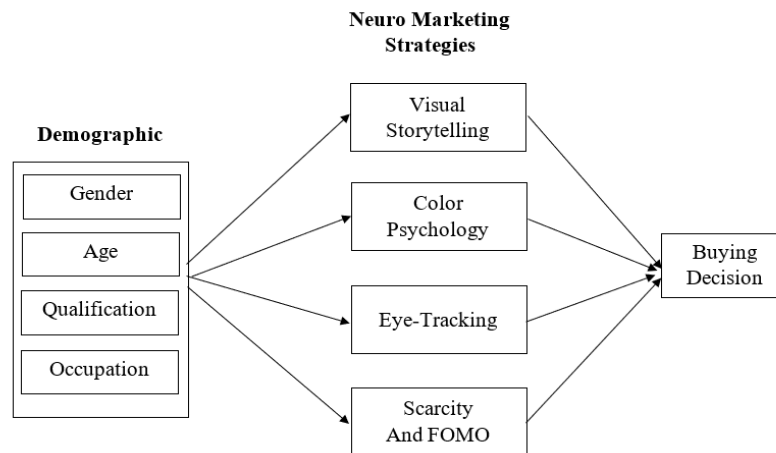 Neuro Marketing
Strategies
Demographic
Gender
Age
Qualification
Occupation
Visual
Storytelling
Color
Psychology
Eye-Tracking
Scarcity
And FOMO
Buying
Decision